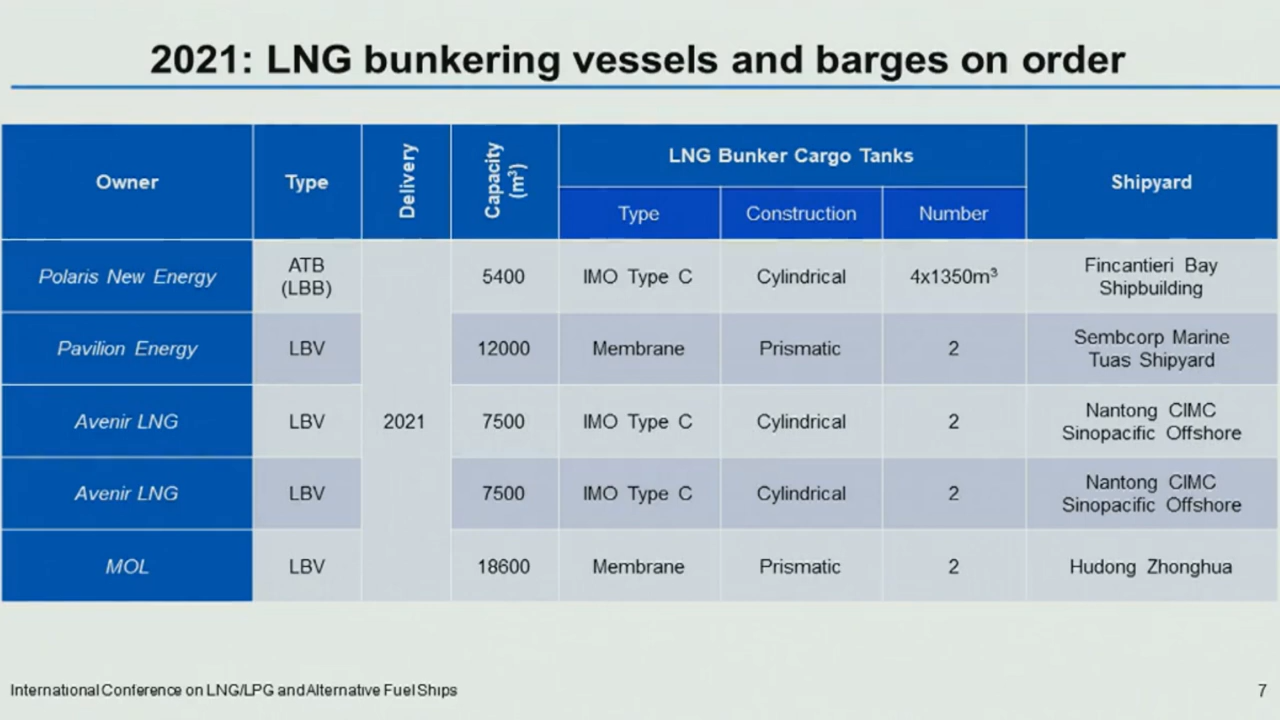 2021: LNG bunkering vessels and barges on order
Owner
Type
Delivery
Capacity
(m³)
LNG Bunker Cargo Tanks
Type
Construction
Number
Shipyard
Polaris New Energy
ATB
(LBB)
2021
5400
IMO Type C
Cylindrical
4x1350m³
Fincantieri Bay
Shipbuilding
Pavilion Energy
LBV
12000
Membrane
Prismatic
2
Sembcorp Marine
Tuas Shipyard
Avenir LNG
LBV
7500
IMO Type C
Cylindrical
2
Nantong CIMC
Sinopacific Offshore
Avenir LNG
LBV
7500
IMO Type C
Cylindrical
2
Nantong CIMC
Sinopacific Offshore
MOL
LBV
18600
Membrane
Prismatic
2
Hudong Zhonghua
International Conference on LNG/LPG and Alternative Fuel Ships
7